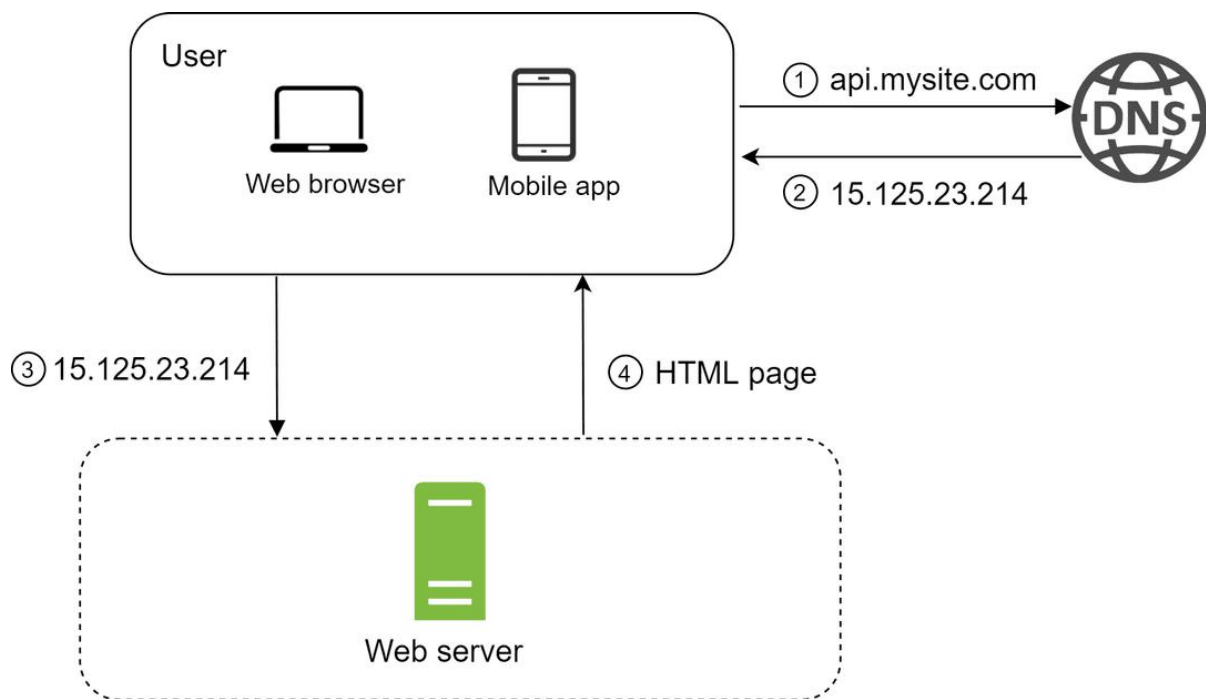 User
Web browser
Mobile app
① api.mysite.com
DNS
② 15.125.23.214
③ 15.125.23.214
④ HTML page
Web server